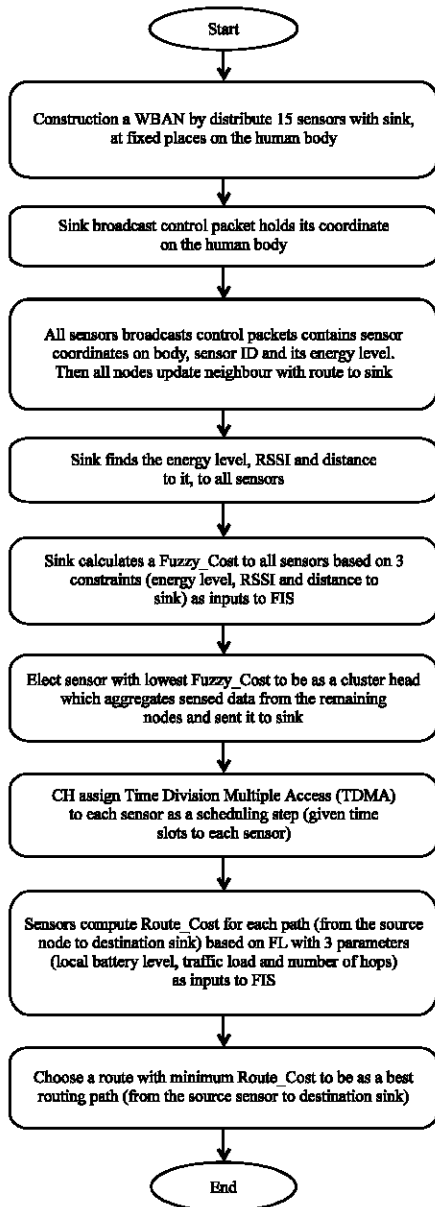 Start
Construction a WBAN by distribute 15 sensors with sink,
at fixed places on the human body
Sink broadcast control packet holds its coordinate
on the human body
All sensors broadcasts control packets contains sensor
coordinates on body, sensor ID and its energy level.
Then all nodes update neighbour with route to sink
Sink finds the energy level, RSSI and distance
to it, to all sensors
Sink calculates a Fuzzy_Cost to all sensors based on 3
constraints (energy level, RSSI and distance to
sink) as inputs to FIS
Elect sensor with lowest Fuzzy_Cost to be as a cluster head
which aggregates sensed data from the remaining
nodes and sent it to sink
CH assign Time Division Multiple Access (TDMA)
to each sensor as a scheduling step (given time
slots to each sensor)
Sensors compute Route_Cost for each path (from the source
node to destination sink) based on FL with 3 parameters
(local battery level, traffic load and number of hops)
as inputs to FIS
Choose a route with minimum Route_Cost to be as a best
routing path (from the source sensor to destination sink)
End